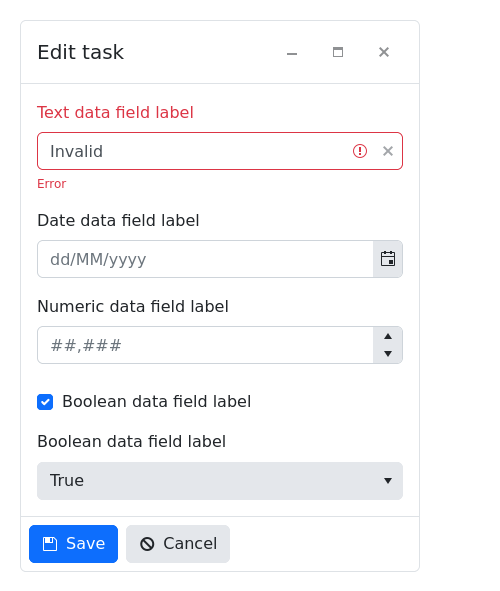 Edit task
Text data field label
Invalid
Error
Date data field label
dd/MM/yyyy
Numeric data field label
##,###
Boolean data field label
Boolean data field label
True
Save
Cancel